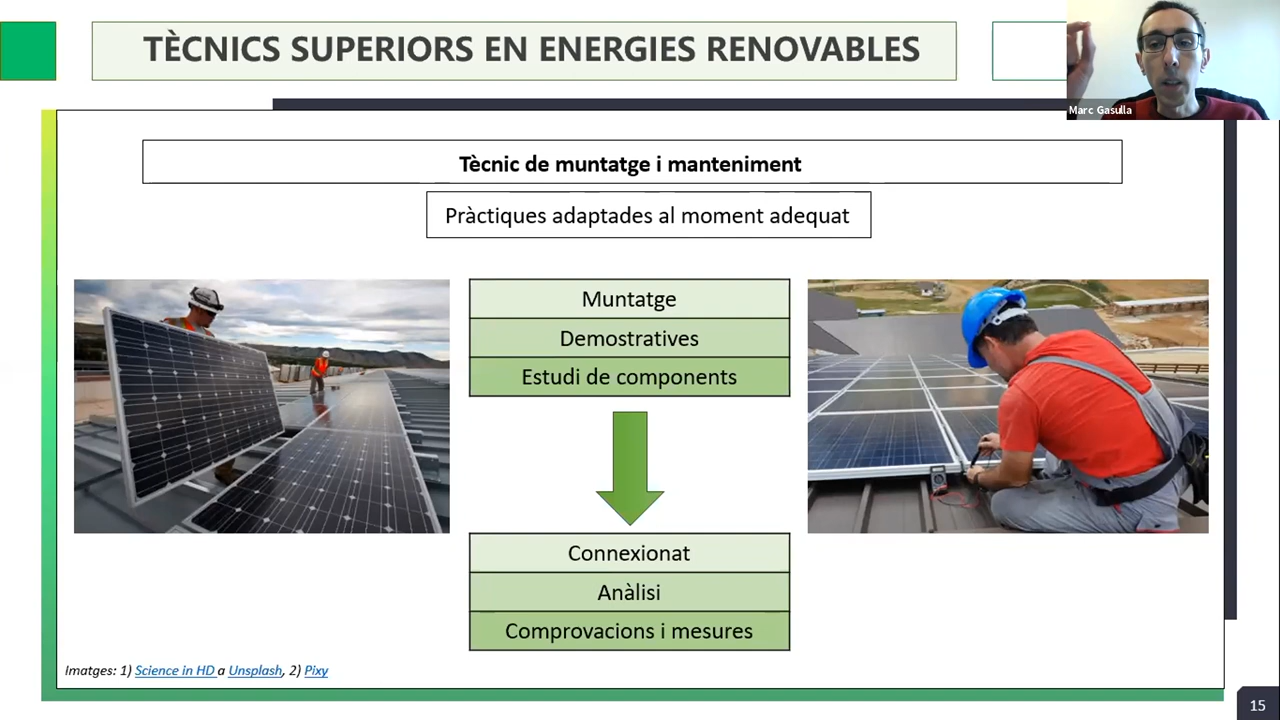 TÈCNICS SUPERIORS EN ENERGIES RENOVABLES
Marc Gasulla
Tècnic de muntatge i manteniment
Pràctiques adaptades al moment adequat
Muntatge
Demostratives
Estudi de components
Connexionat
Anàlisi
Comprovacions i mesures
Imatges: 1) Science in HD a Unsplash, 2) Pixy
15